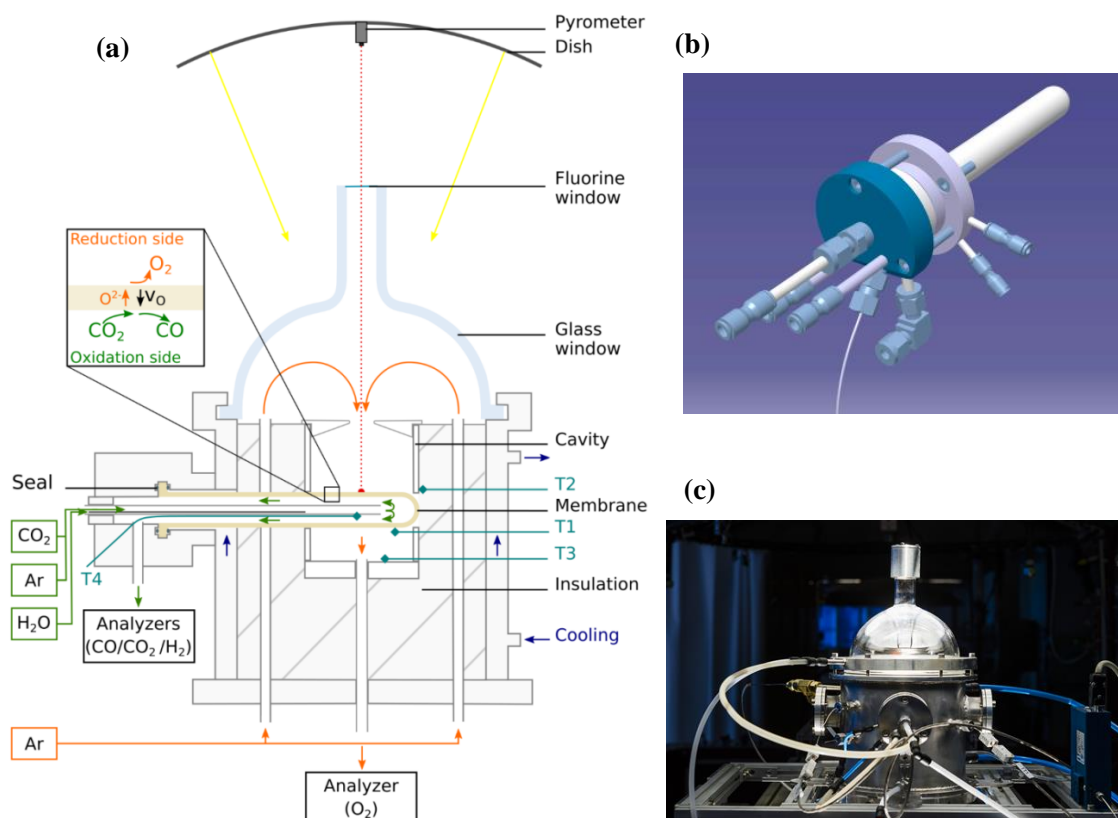 (a)
Pyrometer
Dish
Fluorine
window
Reduction side
O₂
O²⁻
V_O
CO₂
CO
Oxidation side
Glass
window
Cavity
T2
Seal
Membrane
T1
CO₂
T3
Ar
T4
Insulation
H₂O
Analyzers
(CO/CO₂/H₂)
Cooling
Ar
Analyzer
(O₂)
(b)
(c)